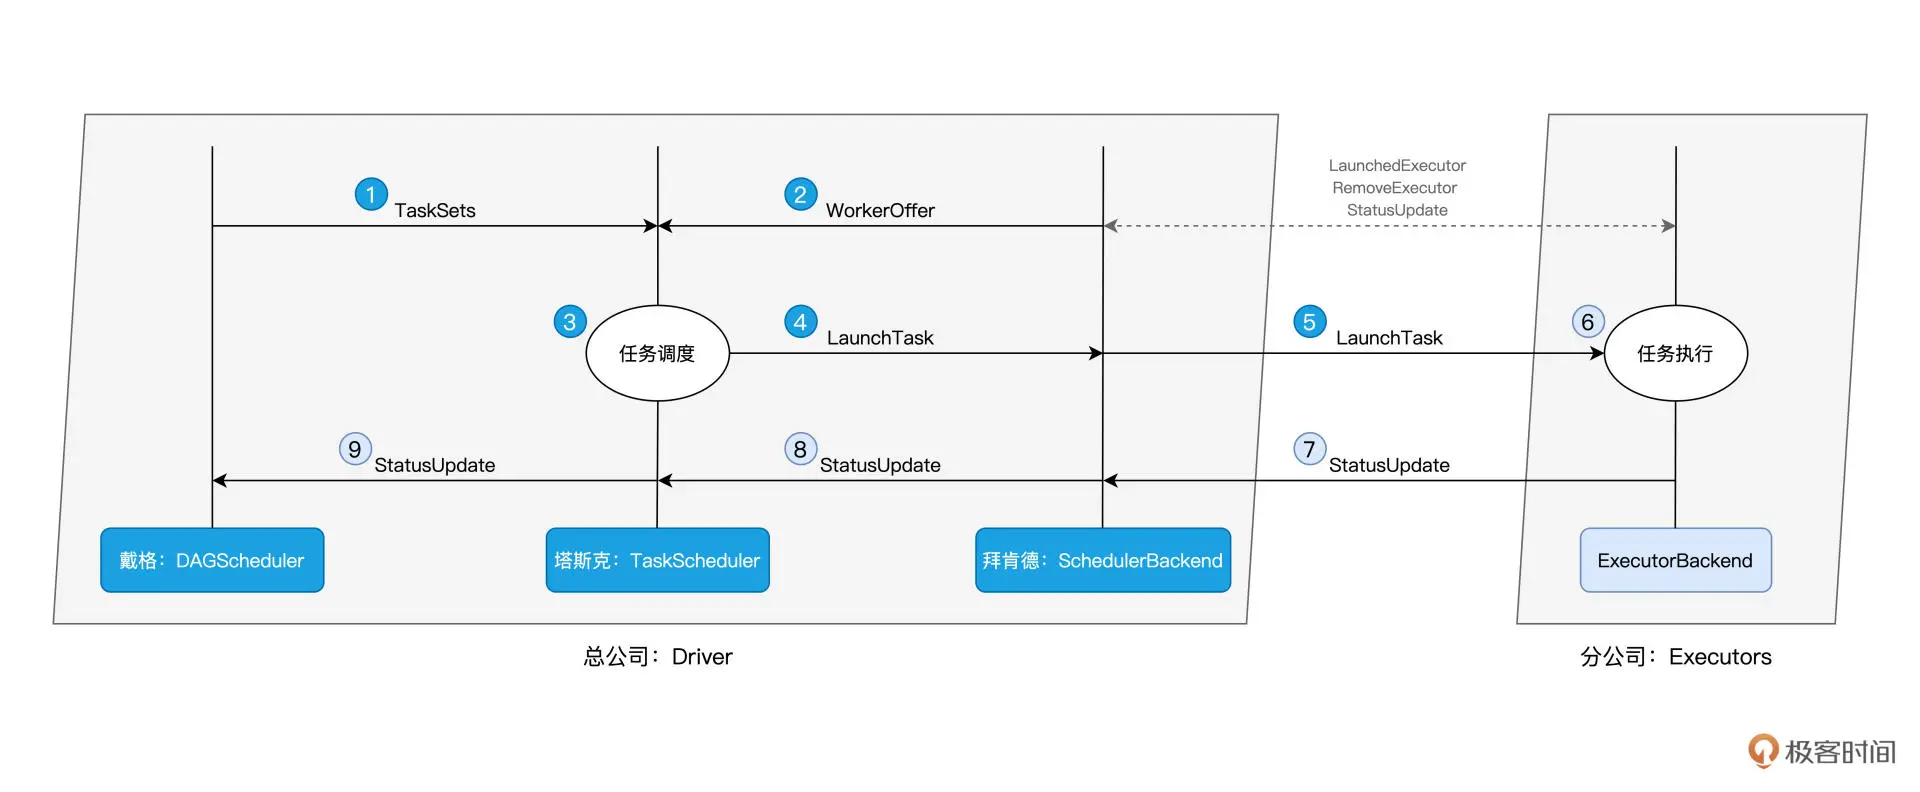 LaunchedExecutor
RemoveExecutor
StatusUpdate
1
TaskSets
2
WorkerOffer
3
任务调度
4
LaunchTask
5
LaunchTask
6
任务执行
9
StatusUpdate
8
StatusUpdate
7
StatusUpdate
戴格：DAGScheduler
塔斯克：TaskScheduler
拜肯德：SchedulerBackend
ExecutorBackend
总公司：Driver
分公司：Executors
极客时间